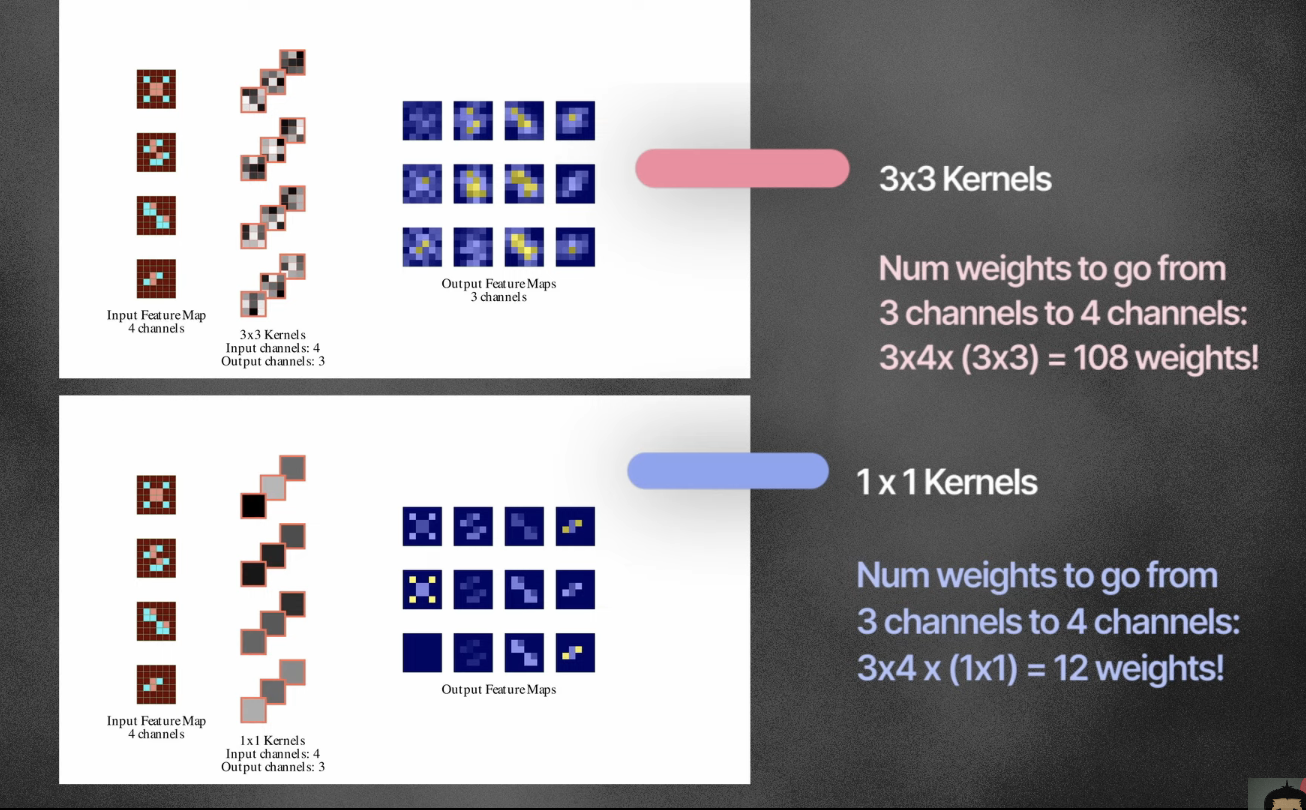 Input Feature Map
4 channels
3x3 Kernels
Input channels: 4
Output channels: 3
Output Feature Maps
3 channels
3x3 Kernels
Num weights to go from
3 channels to 4 channels:
3x4x (3x3) = 108 weights!
Input Feature Map
4 channels
1x1 Kernels
Input channels: 4
Output channels: 3
Output Feature Maps
1 x 1 Kernels
Num weights to go from
3 channels to 4 channels:
3x4 x (1x1) = 12 weights!